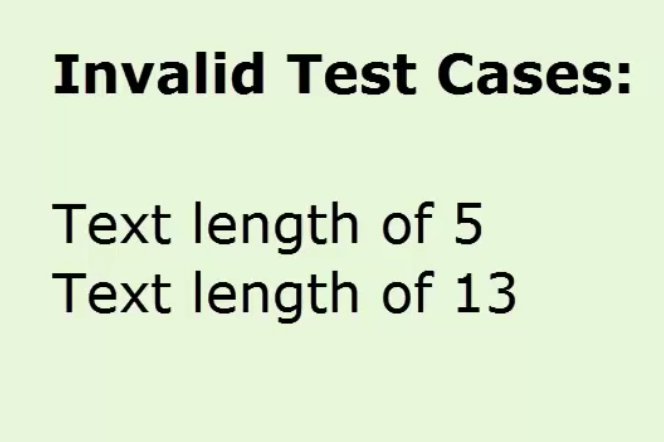 Invalid Test Cases:
Text length of 5
Text length of 13